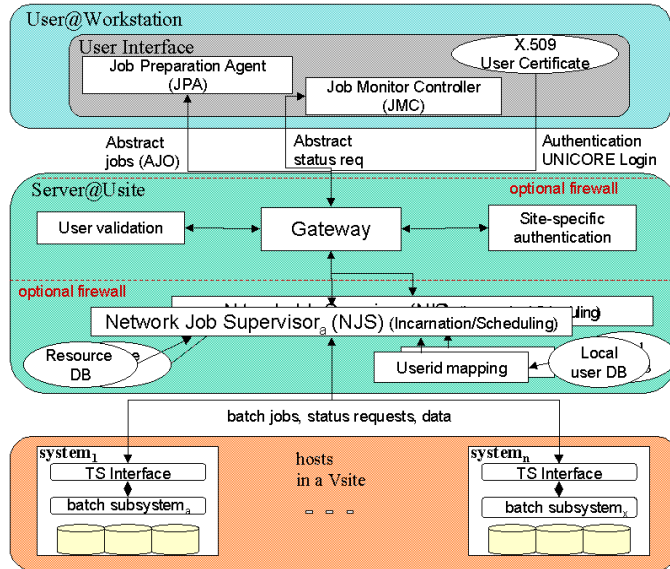 User@Workstation
User Interface
Job Preparation Agent
(JPA)
Job Monitor Controller
(JMC)
X.509
User Certificate
Abstract
jobs (AJO)
Abstract
status req
Authentication
UNICORE Login
Server@Usite
optional firewall
User validation
Gateway
Site-specific
authentication
optional firewall
Network Job Supervisorₐ (NJS) (Incarnation/Scheduling)
Resource
DB
Userid mapping
Local
user DB
batch jobs, status requests, data
system₁
TS Interface
batch subsystemₐ
hosts
in a Vsite
- - -
systemₙ
TS Interface
batch subsystemₓ